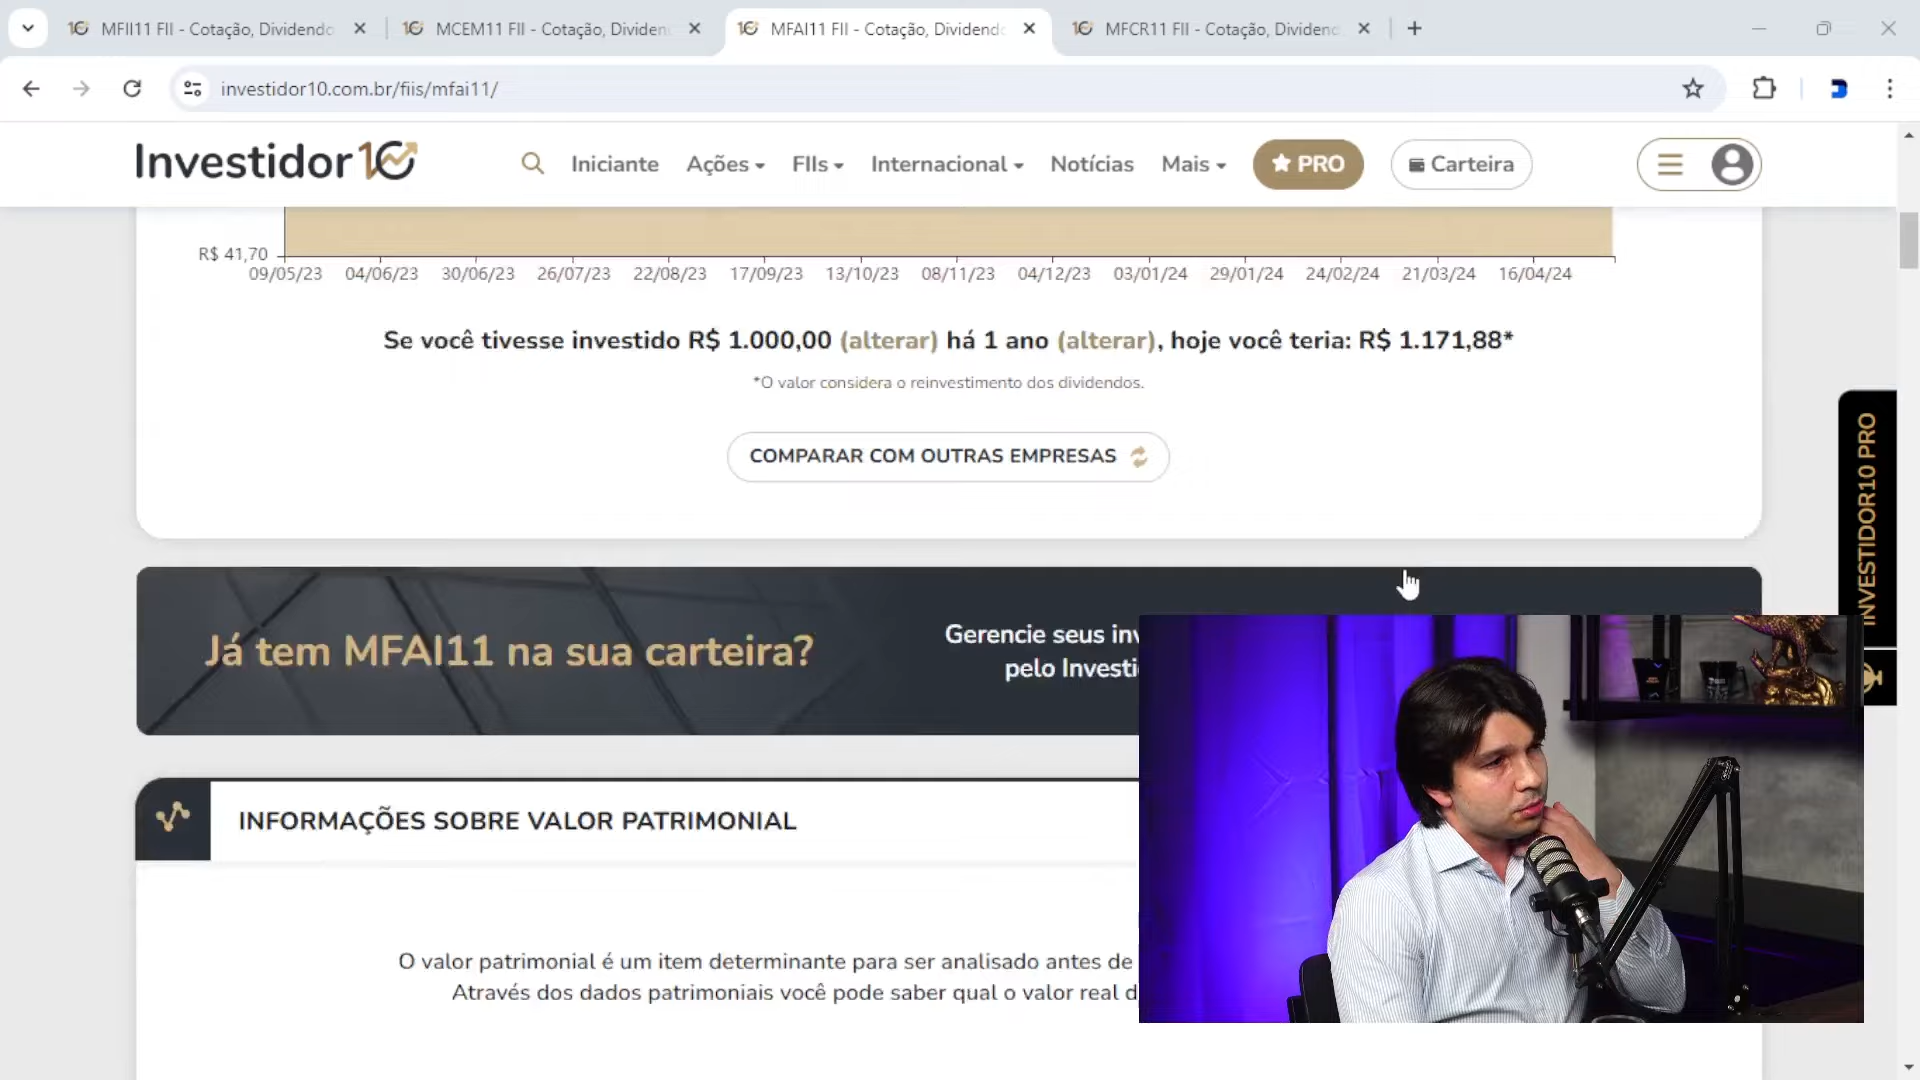 MFII11 FII - Cotação, Dividendo
MCEM11 FII - Cotação, Dividen
MFAI11 FII - Cotação, Dividendo
MFCR11 FII - Cotação, Dividend
investidor10.com.br/fiis/mfai11/
Investidor10
Iniciante
Ações
FIIs
Internacional
Notícias
Mais
PRO
Carteira
R$ 41,70
09/05/23 04/06/23 30/06/23 26/07/23 22/08/23 17/09/23 13/10/23 08/11/23 04/12/23 03/01/24 29/01/24 24/02/24 21/03/24 16/04/24
Se você tivesse investido R$ 1.000,00 (alterar) há 1 ano (alterar), hoje você teria: R$ 1.171,88*
*O valor considera o reinvestimento dos dividendos.
COMPARAR COM OUTRAS EMPRESAS
INVESTIDOR10 PRO
Já tem MFAI11 na sua carteira?
Gerencie seus inv
pelo Investi
INFORMAÇÕES SOBRE VALOR PATRIMONIAL
O valor patrimonial é um item determinante para ser analisado antes de
Através dos dados patrimoniais você pode saber qual o valor real d